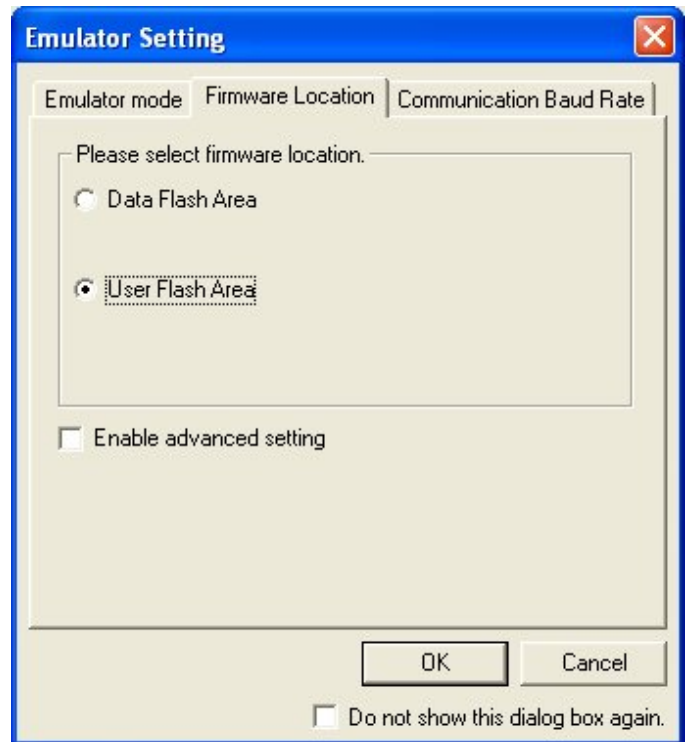 Emulator Setting
Emulator mode
Firmware Location
Communication Baud Rate
Please select firmware location.
Data Flash Area
User Flash Area
Enable advanced setting
OK
Cancel
Do not show this dialog box again.